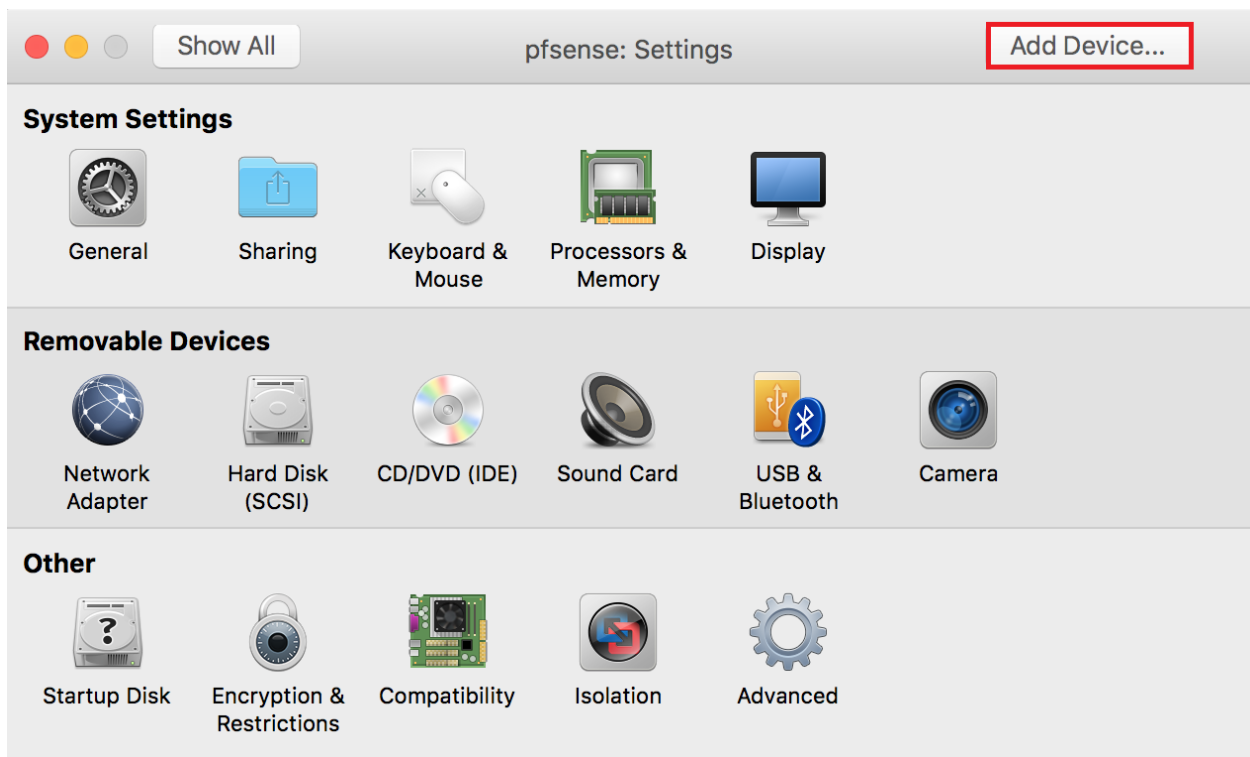 Show All
pfsense: Settings
Add Device...
System Settings
General
Sharing
Keyboard &
Mouse
Processors &
Memory
Display
Removable Devices
Network
Adapter
Hard Disk
(SCSI)
CD/DVD (IDE)
Sound Card
USB &
Bluetooth
Camera
Other
Startup Disk
Encryption &
Restrictions
Compatibility
Isolation
Advanced